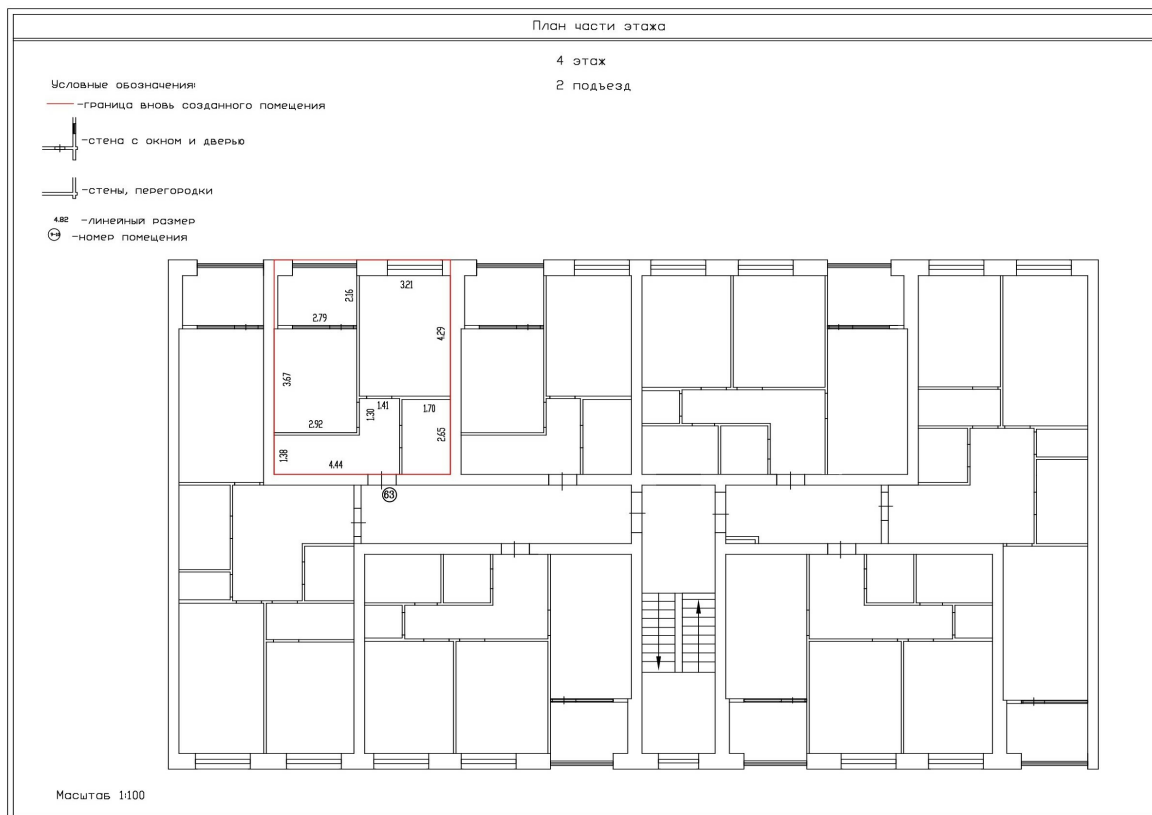 План части этажа
4 этаж
2 подъезд
Условные обозначения:
-граница вновь созданного помещения
-стена с окном и дверью
-стены, перегородки
4.82 -линейный размер
-номер помещения
2.16
3.21
2.79
4.29
3.67
1.41
1.70
1.30
2.92
2.65
1.38
4.44
63
Масштаб 1:100